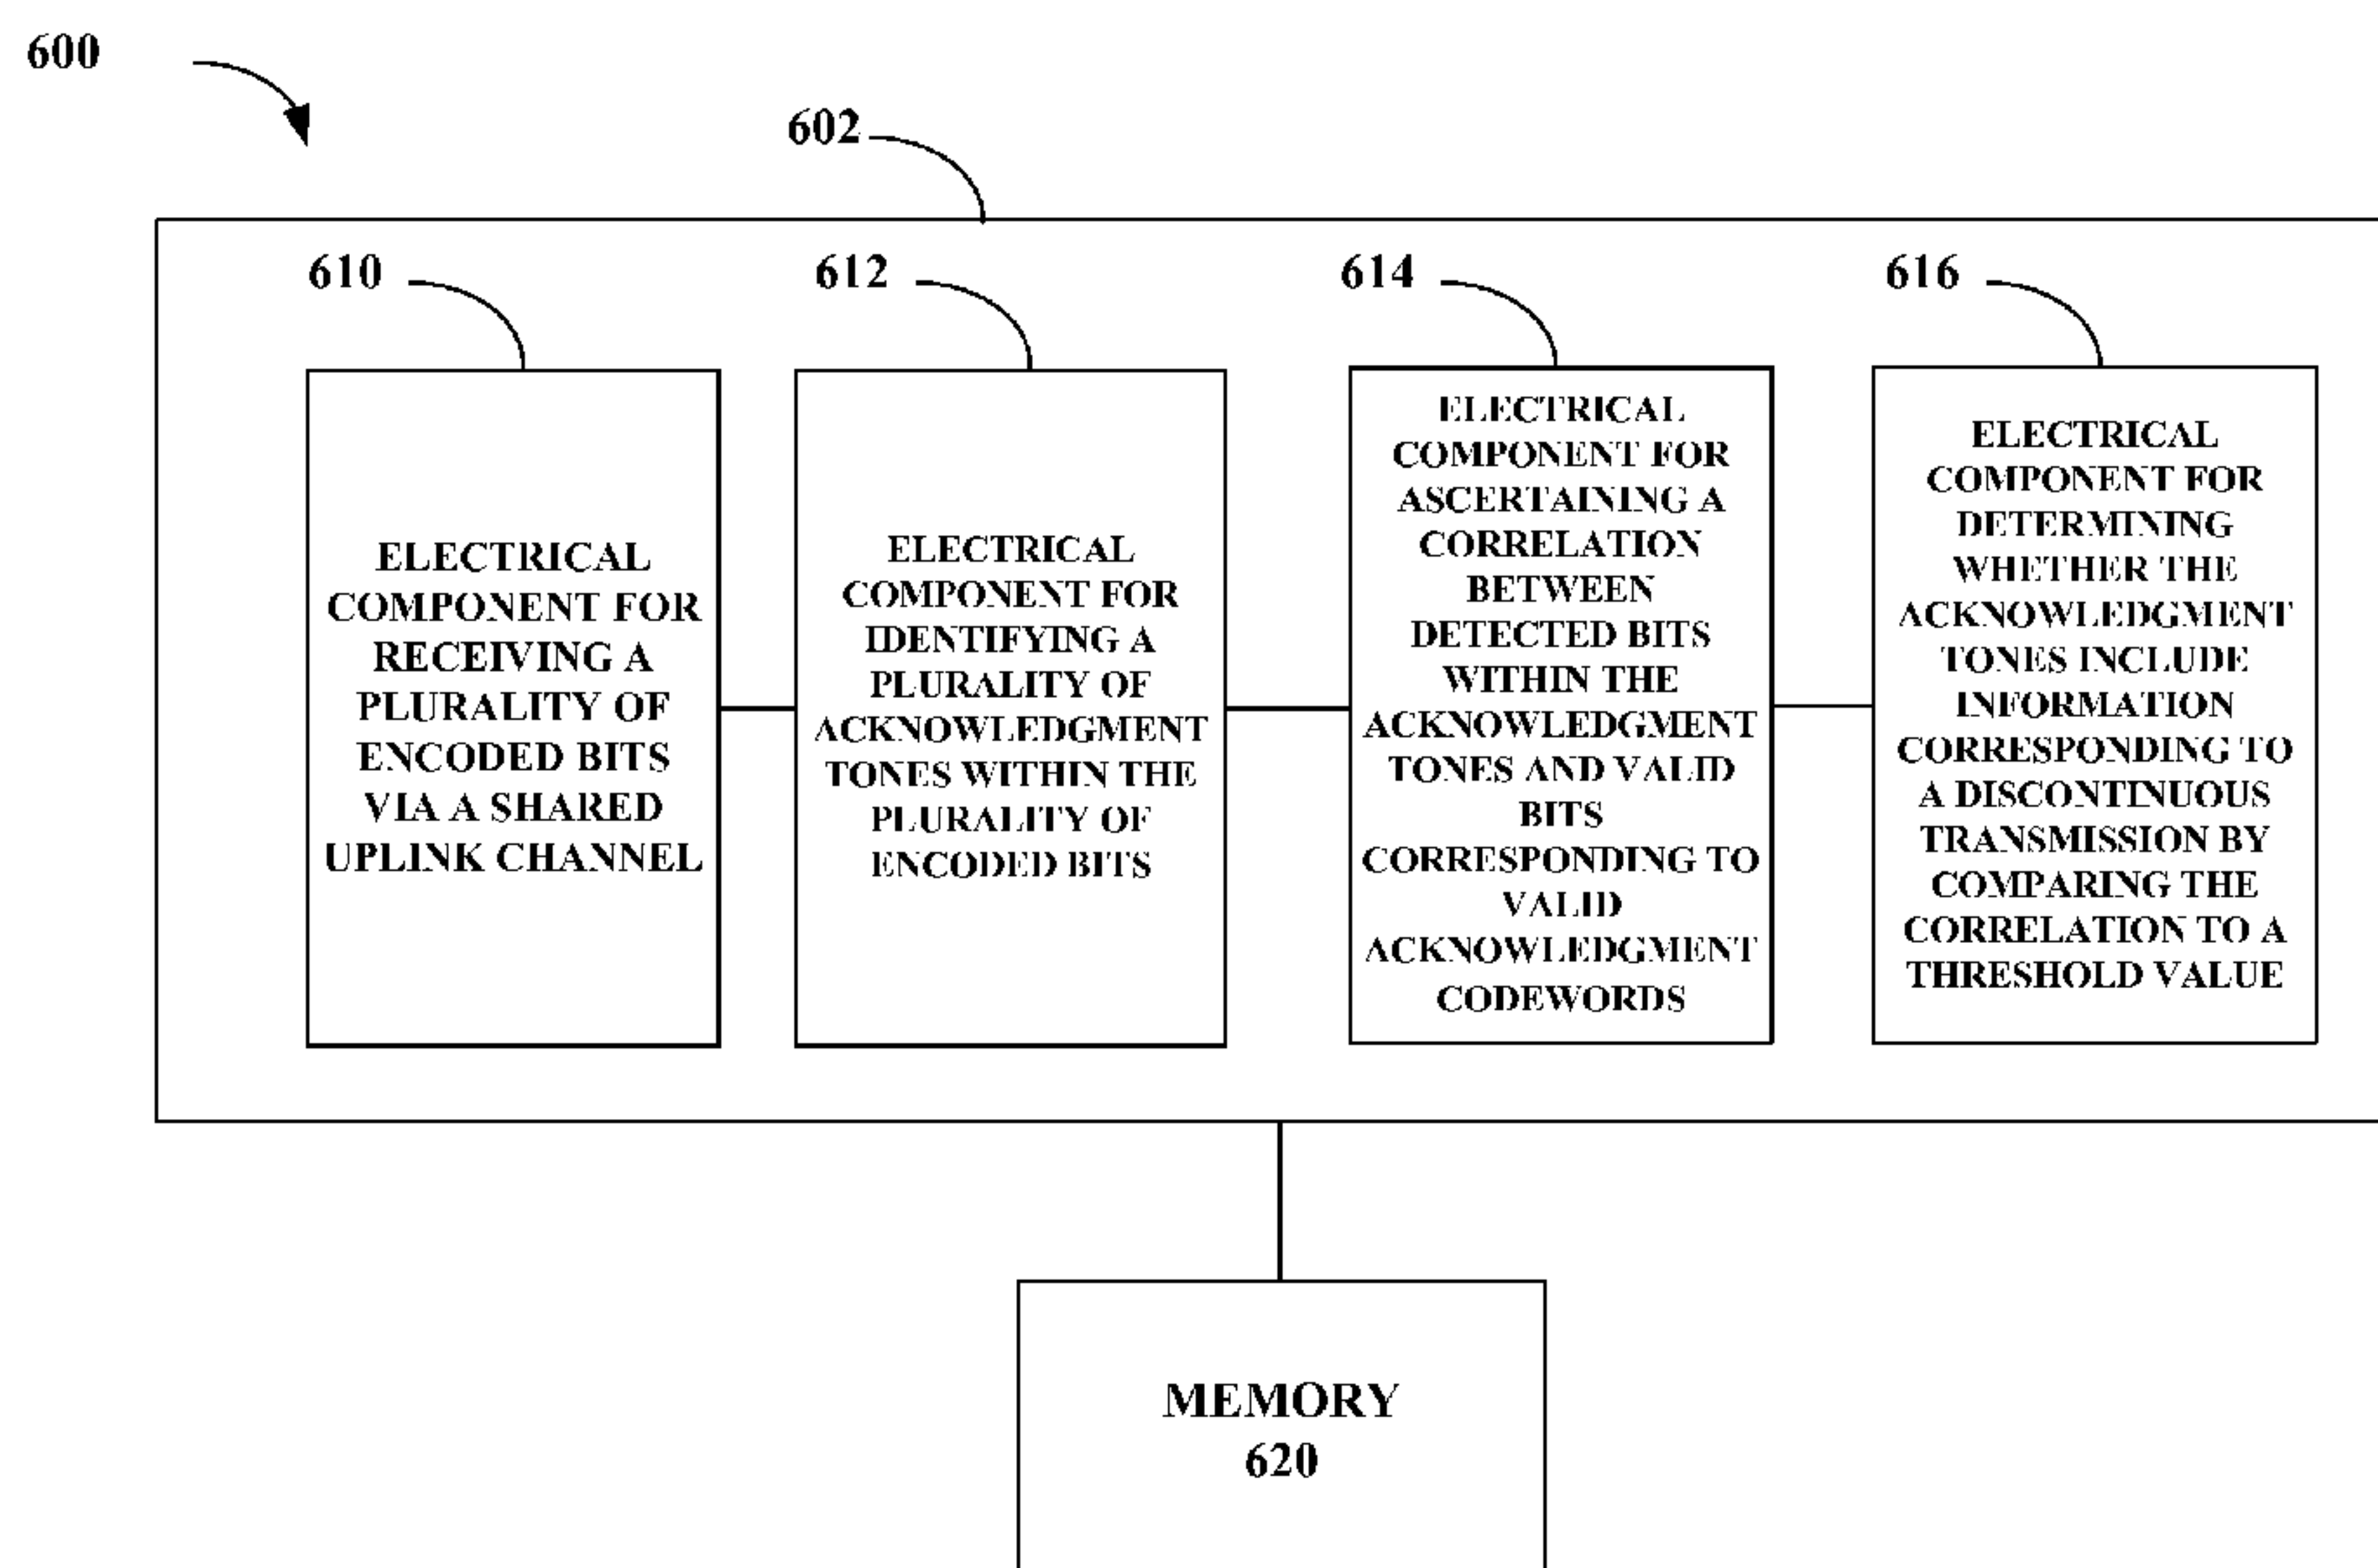 600
602
610
612
614
616
ELECTRICAL
COMPONENT FOR
RECEIVING A
PLURALITY OF
ENCODED BITS
VIA A SHARED
UPLINK CHANNEL
ELECTRICAL
COMPONENT FOR
IDENTIFYING A
PLURALITY OF
ACKNOWLEDGMENT
TONES WITHIN THE
PLURALITY OF
ENCODED BITS
ELECTRICAL
COMPONENT FOR
ASCERTAINING A
CORRELATION
BETWEEN
DETECTED BITS
WITHIN THE
ACKNOWLEDGMENT
TONES AND VALID
BITS
CORRESPONDING TO
VALID
ACKNOWLEDGMENT
CODEWORDS
ELECTRICAL
COMPONENT FOR
DETERMINING
WHETHER THE
ACKNOWLEDGMENT
TONES INCLUDE
INFORMATION
CORRESPONDING TO
A DISCONTINUOUS
TRANSMISSION BY
COMPARING THE
CORRELATION TO A
THRESHOLD VALUE
MEMORY
620